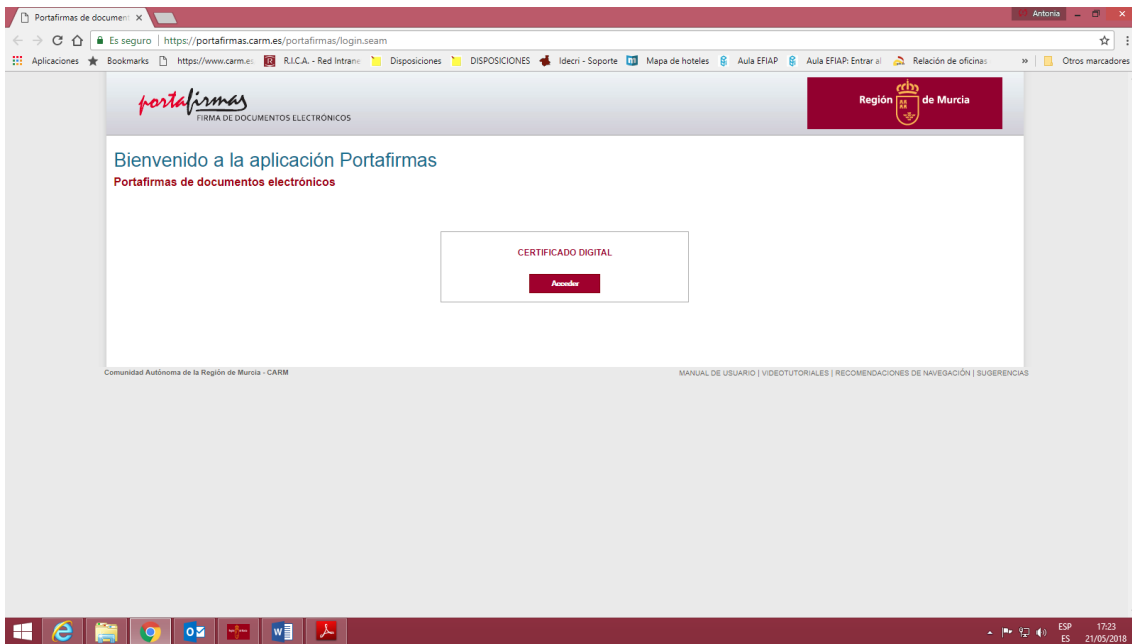 Portafirmas de document
Antonia
Es seguro | https://portafirmas.carm.es/portafirmas/login.seam
Aplicaciones Bookmarks https://www.carm.es R.I.C.A. - Red Intrane Disposiciones DISPOSICIONES Idecri - Soporte Mapa de hoteles Aula EFIAP Aula EFIAP: Entrar al Relación de oficinas » Otros marcadores
portafirmas
FIRMA DE DOCUMENTOS ELECTRÓNICOS
Región de Murcia
Bienvenido a la aplicación Portafirmas
Portafirmas de documentos electrónicos
CERTIFICADO DIGITAL
Acceder
Comunidad Autónoma de la Región de Murcia - CARM
MANUAL DE USUARIO | VIDEOTUTORIALES | RECOMENDACIONES DE NAVEGACIÓN | SUGERENCIAS
ESP 17:23
ES 21/05/2018